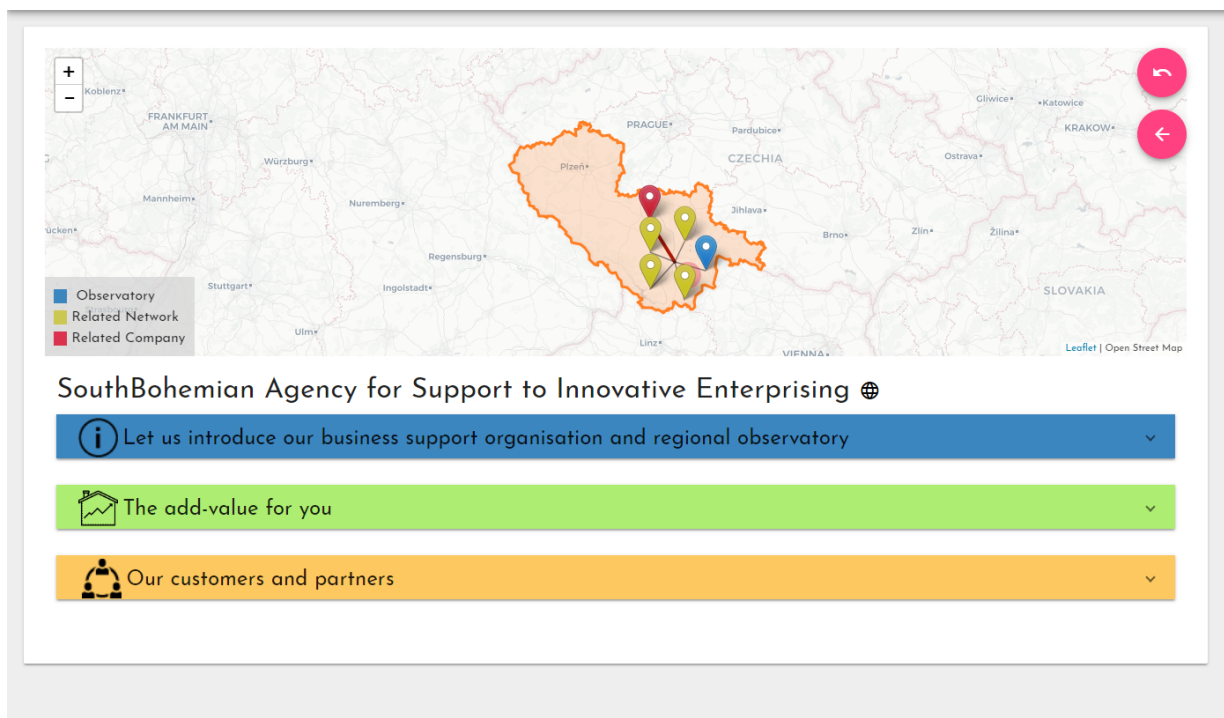 +
−
Koblenz
FRANKFURT
AM MAIN
Würzburg
Mannheim
Nuremberg
ücken
Regensburg
Stuttgart
Ingolstadt
Ulm
PRAGUE
Pardubice
Plzeň
CZECHIA
Jihlava
Brno
Zlín
Žilina
Gliwice
Katowice
KRAKOW
Ostrava
SLOVAKIA
Linz
VIENNA
Observatory
Related Network
Related Company
Leaflet | Open Street Map
SouthBohemian Agency for Support to Innovative Enterprising
Let us introduce our business support organisation and regional observatory
The add-value for you
Our customers and partners